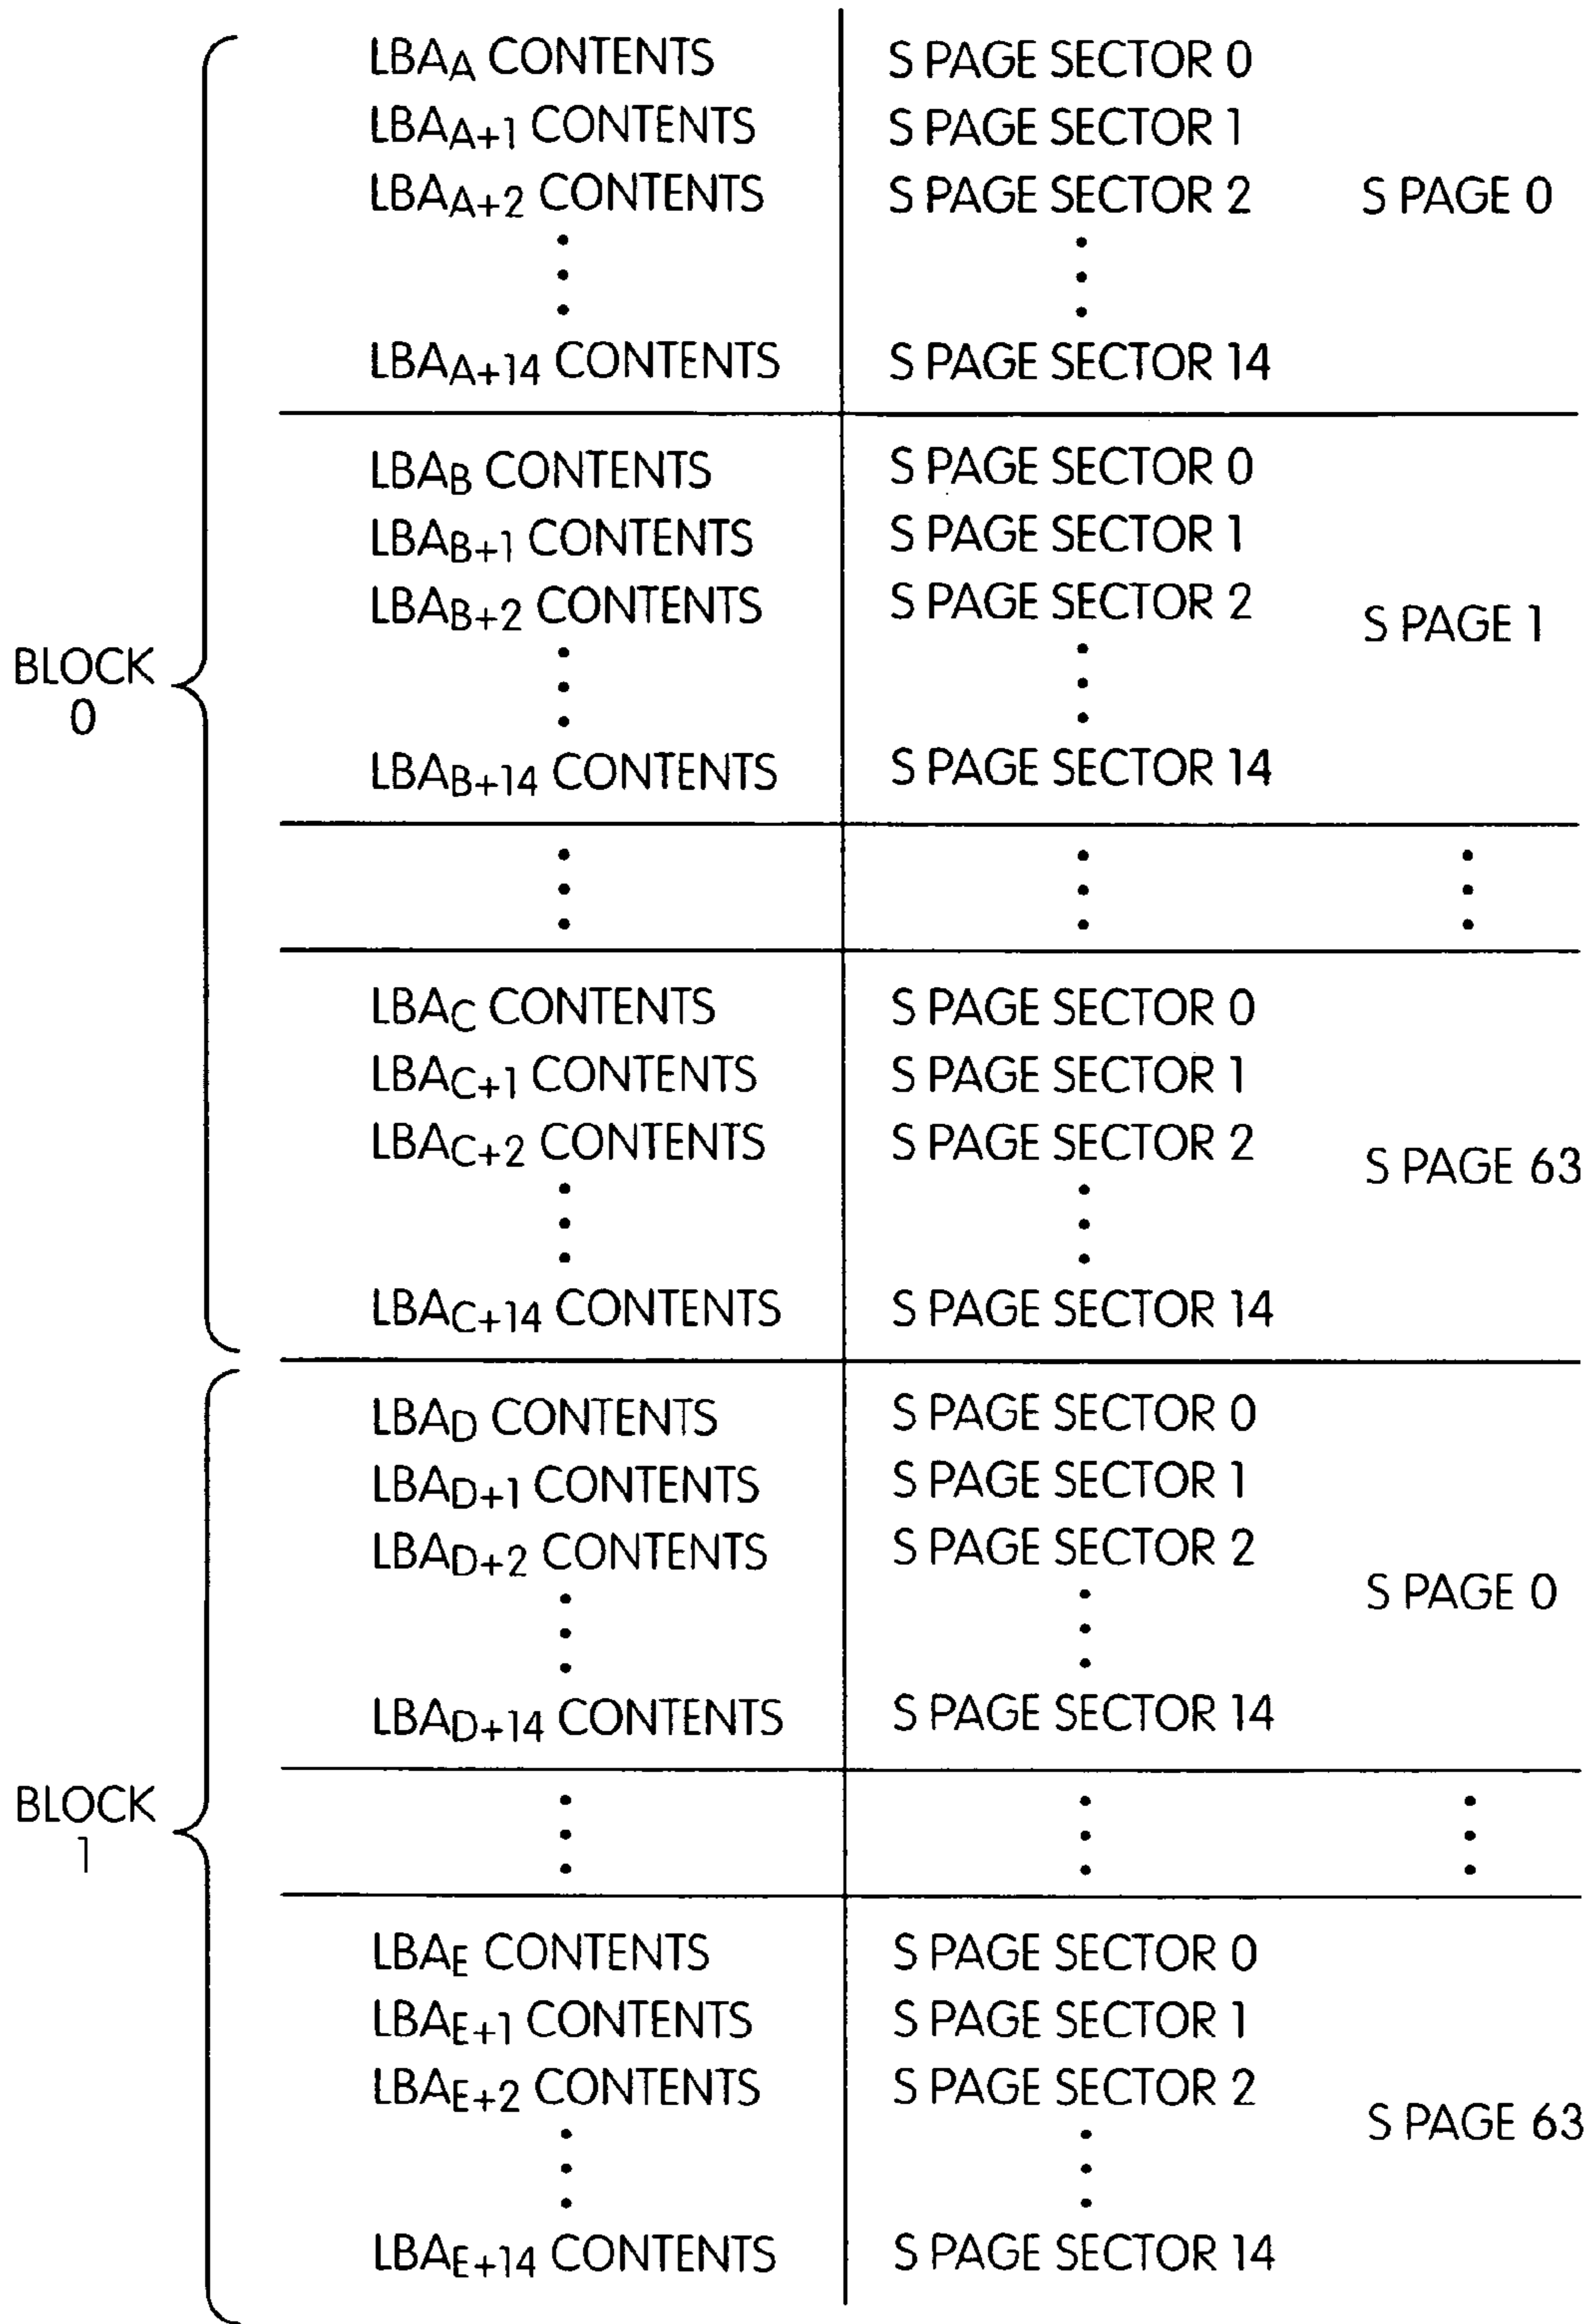 LBAA CONTENTS S PAGE SECTOR 0
LBAA+1 CONTENTS S PAGE SECTOR 1
LBAA+2 CONTENTS S PAGE SECTOR 2 S PAGE 0
LBAA+14 CONTENTS S PAGE SECTOR 14
LBAB CONTENTS S PAGE SECTOR 0
LBAB+1 CONTENTS S PAGE SECTOR 1
LBAB+2 CONTENTS S PAGE SECTOR 2 S PAGE 1
BLOCK
0
LBAB+14 CONTENTS S PAGE SECTOR 14
LBAC CONTENTS S PAGE SECTOR 0
LBAC+1 CONTENTS S PAGE SECTOR 1
LBAC+2 CONTENTS S PAGE SECTOR 2 S PAGE 63
LBAC+14 CONTENTS S PAGE SECTOR 14
LBAD CONTENTS S PAGE SECTOR 0
LBAD+1 CONTENTS S PAGE SECTOR 1
LBAD+2 CONTENTS S PAGE SECTOR 2 S PAGE 0
LBAD+14 CONTENTS S PAGE SECTOR 14
BLOCK
1
LBAE CONTENTS S PAGE SECTOR 0
LBAE+1 CONTENTS S PAGE SECTOR 1
LBAE+2 CONTENTS S PAGE SECTOR 2 S PAGE 63
LBAE+14 CONTENTS S PAGE SECTOR 14